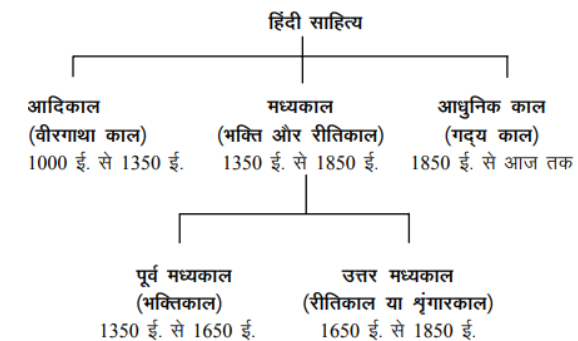 हिंदी साहित्य
आदिकाल
(वीरगाथा काल)
1000 ई. से 1350 ई.
मध्यकाल
(भक्ति और रीतिकाल)
1350 ई. से 1850 ई.
आधुनिक काल
(गद्‌य काल)
1850 ई. से आज तक
पूर्व मध्यकाल
(भक्तिकाल)
1350 ई. से 1650 ई.
उत्तर मध्यकाल
(रीतिकाल या शृंगारकाल)
1650 ई. से 1850 ई.